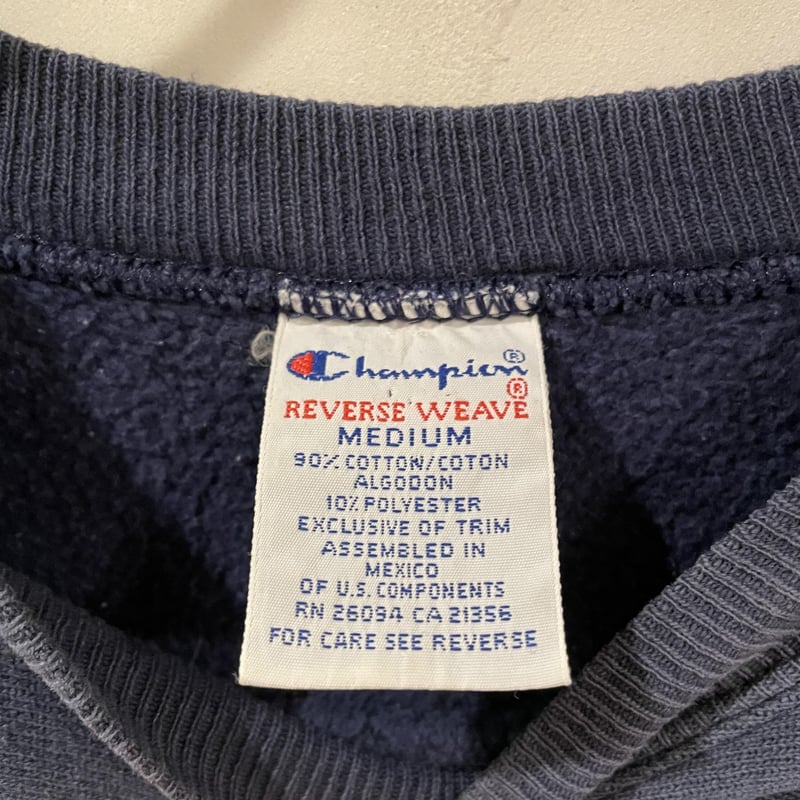 Champion®
REVERSE WEAVE®
MEDIUM
90% COTTON/COTON
ALGODON
10% POLYESTER
EXCLUSIVE OF TRIM
ASSEMBLED IN
MEXICO
OF U.S. COMPONENTS
RN 26094 CA 21356
FOR CARE SEE REVERSE